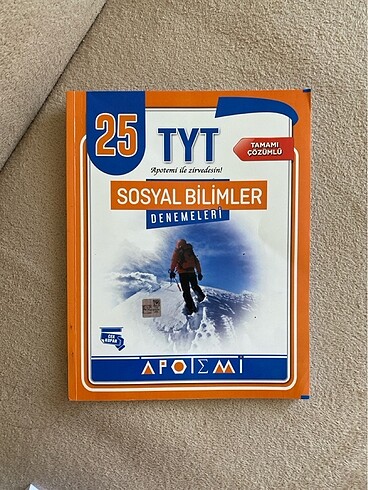 25
TYT
Apotemi ile zirvedesin!
TAMAMI
ÇÖZÜMLÜ
SOSYAL BİLİMLER
DENEMELERİ
APOTEMİ